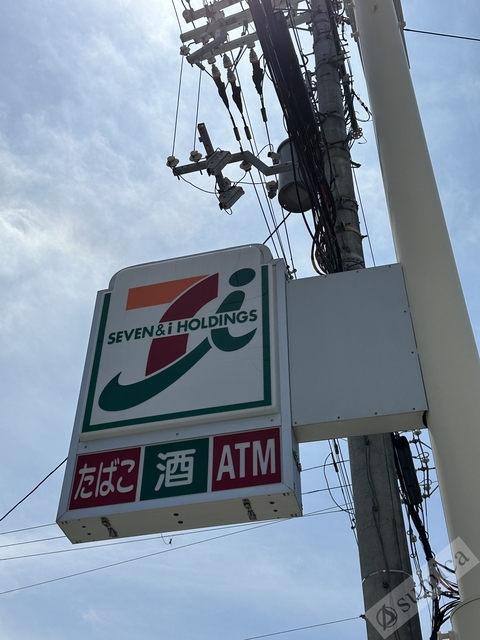 SEVEN & i HOLDINGS
たばこ 酒 ATM